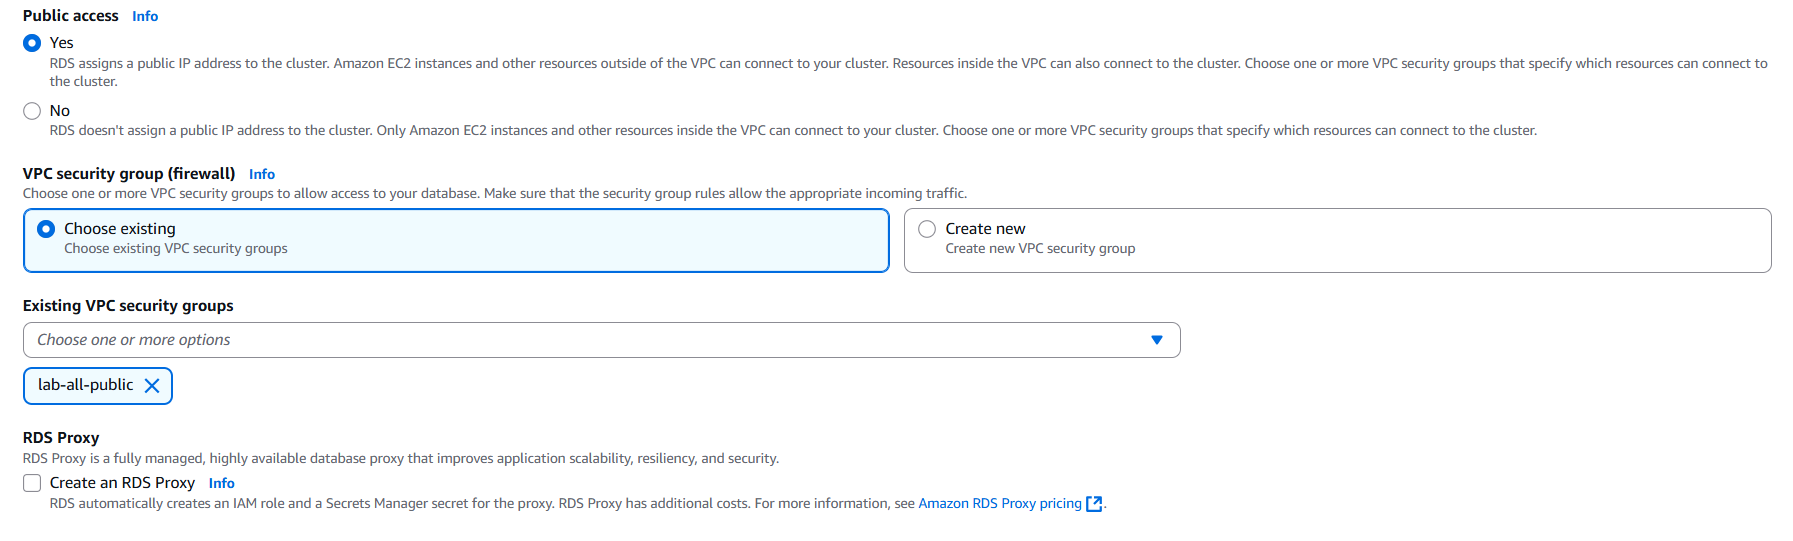 Public access Info
Yes
RDS assigns a public IP address to the cluster. Amazon EC2 instances and other resources outside of the VPC can connect to your cluster. Resources inside the VPC can also connect to the cluster. Choose one or more VPC security groups that specify which resources can connect to
the cluster.
No
RDS doesn't assign a public IP address to the cluster. Only Amazon EC2 instances and other resources inside the VPC can connect to your cluster. Choose one or more VPC security groups that specify which resources can connect to the cluster.
VPC security group (firewall) Info
Choose one or more VPC security groups to allow access to your database. Make sure that the security group rules allow the appropriate incoming traffic.
Choose existing
Choose existing VPC security groups
Create new
Create new VPC security group
Existing VPC security groups
Choose one or more options
lab-all-public
RDS Proxy
RDS Proxy is a fully managed, highly available database proxy that improves application scalability, resiliency, and security.
Create an RDS Proxy Info
RDS automatically creates an IAM role and a Secrets Manager secret for the proxy. RDS Proxy has additional costs. For more information, see Amazon RDS Proxy pricing.